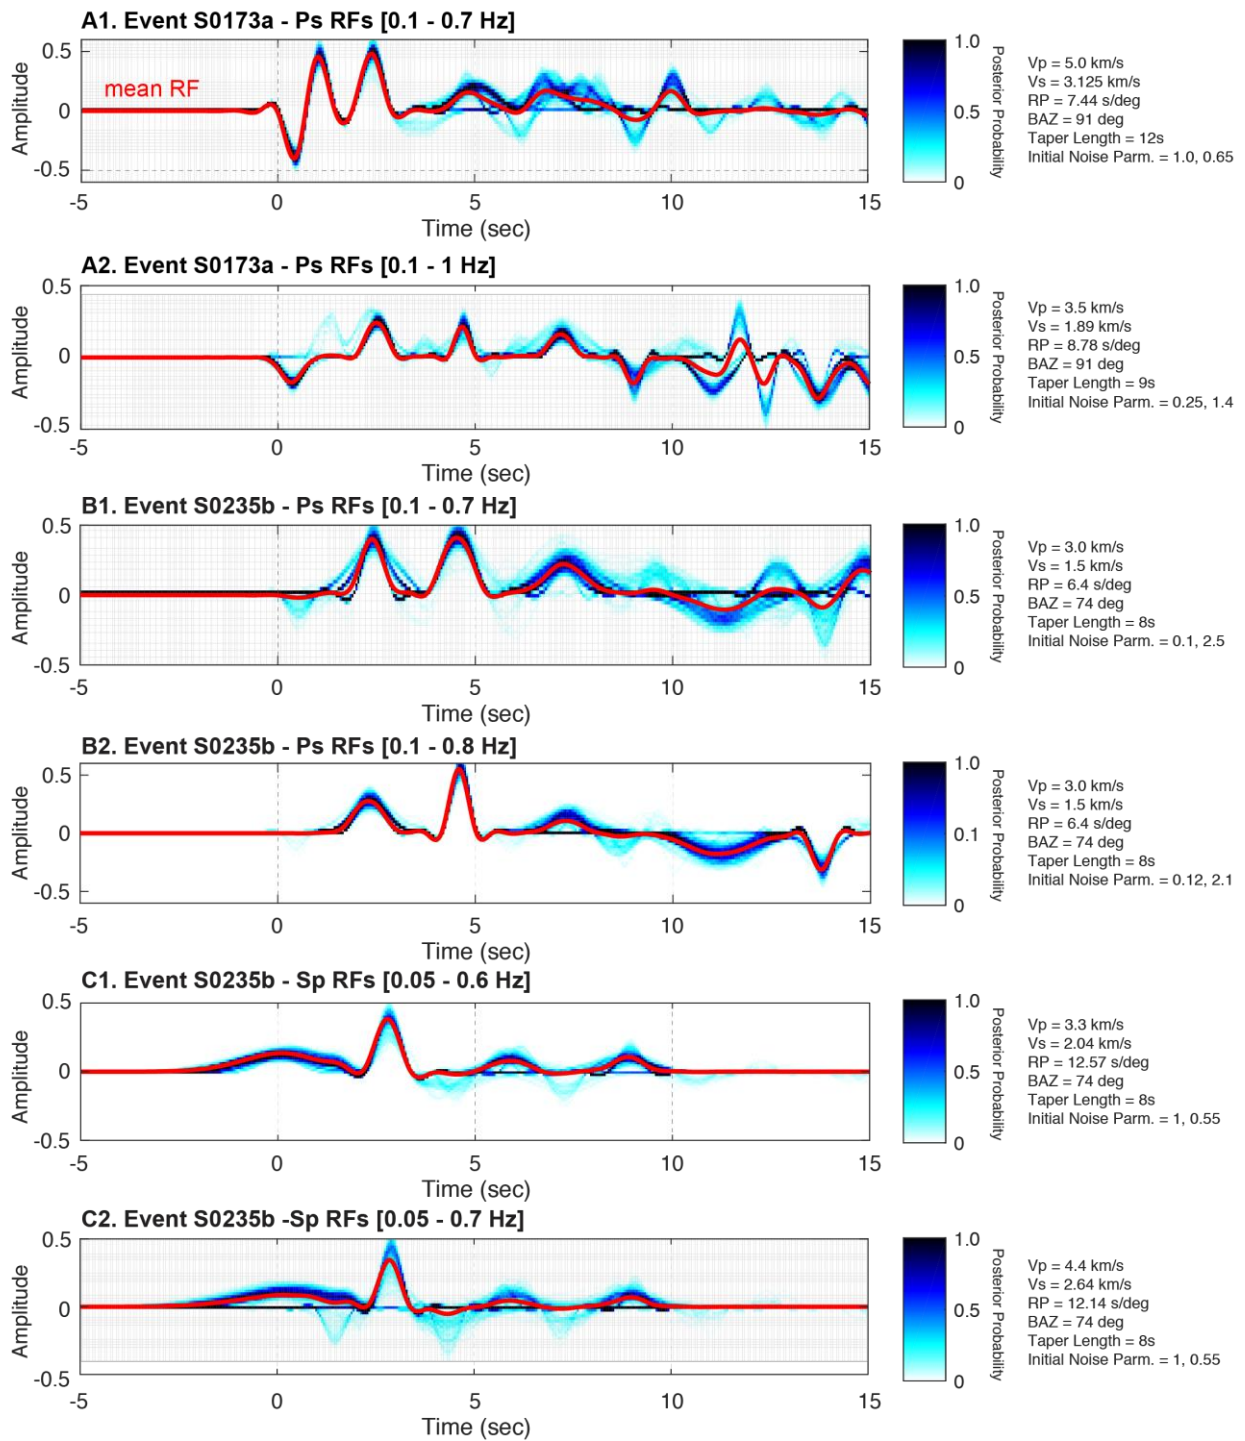 A1. Event S0173a - Ps RFs [0.1 - 0.7 Hz]
0.5
0
-0.5
Amplitude
mean RF
-5 0 5 10 15
Time (sec)
1.0
0.5
0
Posterior Probability
Vp = 5.0 km/s
Vs = 3.125 km/s
RP = 7.44 s/deg
BAZ = 91 deg
Taper Length = 12s
Initial Noise Parm. = 1.0, 0.65
A2. Event S0173a - Ps RFs [0.1 - 1 Hz]
0.5
0
-0.5
Amplitude
-5 0 5 10 15
Time (sec)
1.0
0.5
0
Posterior Probability
Vp = 3.5 km/s
Vs = 1.89 km/s
RP = 8.78 s/deg
BAZ = 91 deg
Taper Length = 9s
Initial Noise Parm. = 0.25, 1.4
B1. Event S0235b - Ps RFs [0.1 - 0.7 Hz]
0.5
0
-0.5
Amplitude
-5 0 5 10 15
Time (sec)
1.0
0.5
0
Posterior Probability
Vp = 3.0 km/s
Vs = 1.5 km/s
RP = 6.4 s/deg
BAZ = 74 deg
Taper Length = 8s
Initial Noise Parm. = 0.1, 2.5
B2. Event S0235b - Ps RFs [0.1 - 0.8 Hz]
0.5
0
-0.5
Amplitude
-5 0 5 10 15
Time (sec)
1.0
0.1
0
Posterior Probability
Vp = 3.0 km/s
Vs = 1.5 km/s
RP = 6.4 s/deg
BAZ = 74 deg
Taper Length = 8s
Initial Noise Parm. = 0.12, 2.1
C1. Event S0235b - Sp RFs [0.05 - 0.6 Hz]
0.5
0
-0.5
Amplitude
-5 0 5 10 15
Time (sec)
1.0
0.5
0
Posterior Probability
Vp = 3.3 km/s
Vs = 2.04 km/s
RP = 12.57 s/deg
BAZ = 74 deg
Taper Length = 8s
Initial Noise Parm. = 1, 0.55
C2. Event S0235b -Sp RFs [0.05 - 0.7 Hz]
0.5
0
-0.5
Amplitude
-5 0 5 10 15
Time (sec)
1.0
0.5
0
Posterior Probability
Vp = 4.4 km/s
Vs = 2.64 km/s
RP = 12.14 s/deg
BAZ = 74 deg
Taper Length = 8s
Initial Noise Parm. = 1, 0.55